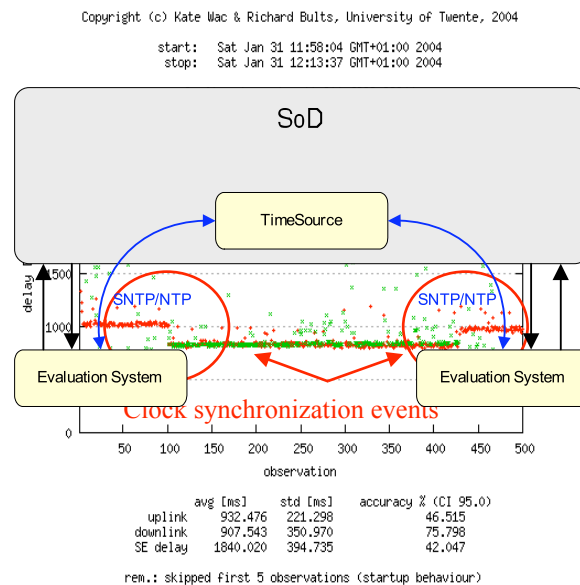 Copyright (c) Kate Wac & Richard Bults, University of Twente, 2004
start: Sat Jan 31 11:58:04 GMT+01:00 2004
stop: Sat Jan 31 12:13:37 GMT+01:00 2004
SoD
TimeSource
delay
1500
SNTP/NTP
SNTP/NTP
1000
Evaluation System
Evaluation System
Clock synchronization events
0
50 100 150 200 250 300 350 400 450 500
observation
avg [ms] std [ms] accuracy % (CI 95.0)
uplink 932.476 221.298 46.515
downlink 907.543 350.970 75.798
SE delay 1840.020 394.735 42.047
rem.: skipped first 5 observations (startup behaviour)